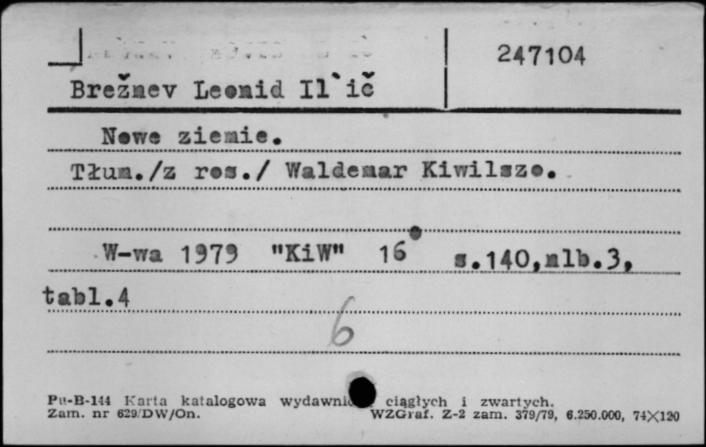 247104
Brežnev Leonid Il`ič
Nowe ziemie.
Tłum./z ros./ Waldemar Kiwilszo.
W-wa 1979 "KiW" 16° s.140,nlb.3,
tabl.4
6
Pu-B-144 Karta katalogowa ciągłych i zwartych.
Zam. nr 629/DW/On. WZGraf. Z-2 zam. 379/79, 6.250.000, 74×120